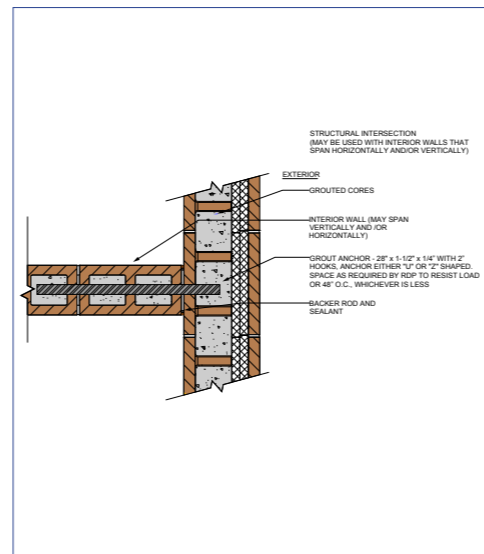 STRUCTURAL INTERSECTION
(MAY BE USED WITH INTERIOR WALLS THAT
SPAN HORIZONTALLY AND/OR VERTICALLY)
EXTERIOR
GROUTED CORES
INTERIOR WALL (MAY SPAN
VERTICALLY AND /OR
HORIZONTALLY)
GROUT ANCHOR - 28" x 1-1/2" x 1/4" WITH 2"
HOOKS, ANCHOR EITHER "U" OR "Z" SHAPED.
SPACE AS REQUIRED BY RDP TO RESIST LOAD
OR 48" O.C., WHICHEVER IS LESS
BACKER ROD AND
SEALANT